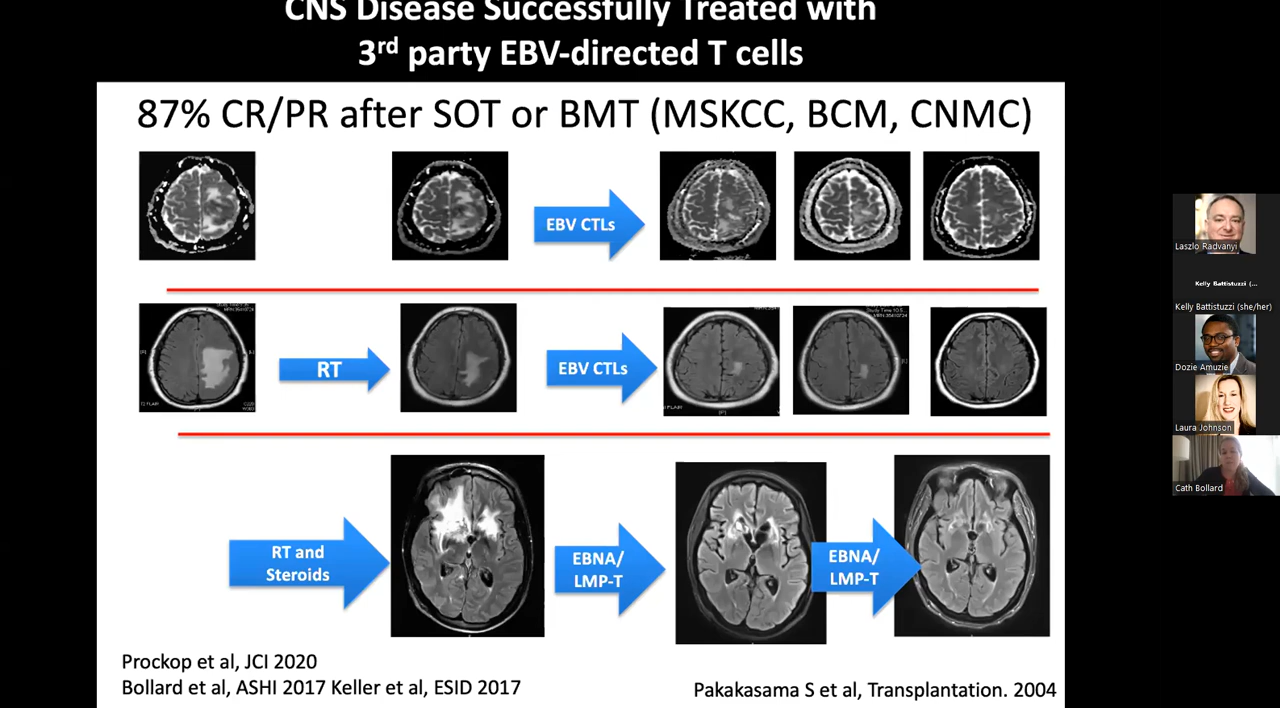 CNS Disease Successfully Treated with
3rd party EBV-directed T cells
87% CR/PR after SOT or BMT (MSKCC, BCM, CNMC)
EBV CTLs
RT
EBV CTLs
RT and
Steroids
EBNA/
LMP-T
EBNA/
LMP-T
Prockop et al, JCI 2020
Bollard et al, ASHI 2017 Keller et al, ESID 2017
Pakakasama S et al, Transplantation. 2004
Laszlo Radvanyi
Kelly Battistuzzi (...
Kelly Battistuzzi (she/her)
Dozie Amuzie
Laura Johnson
Cath Bollard